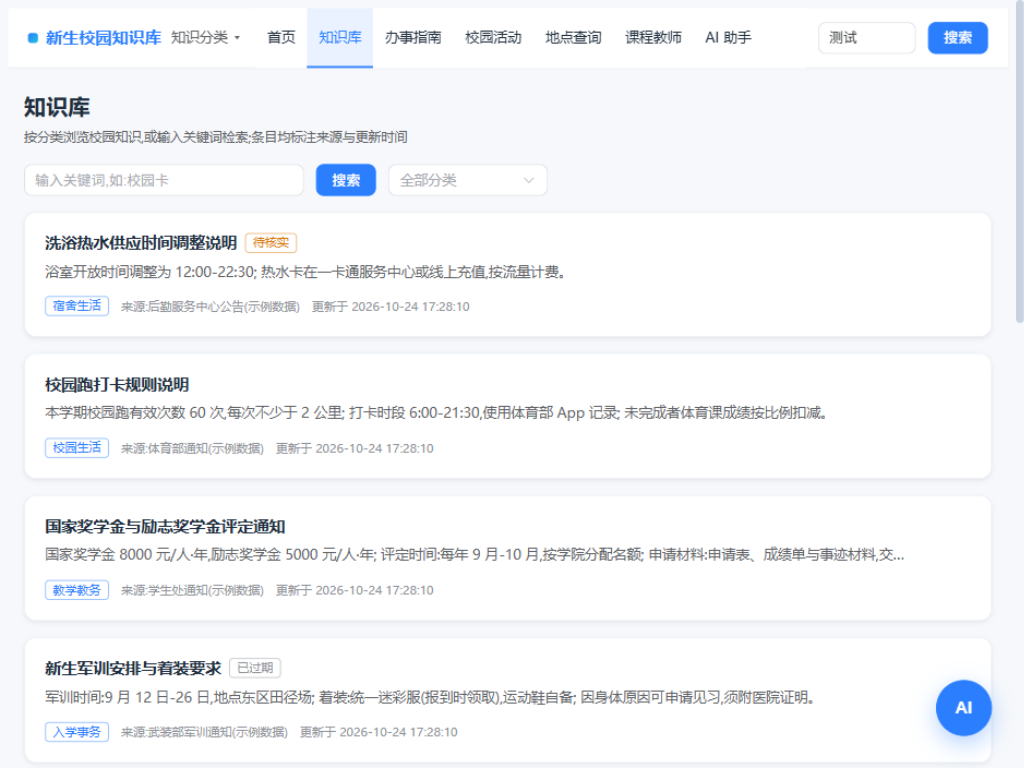 新生校园知识库 知识分类 首页 知识库 办事指南 校园活动 地点查询 课程教师 AI 助手 测试 搜索
知识库
按分类浏览校园知识,或输入关键词检索;条目均标注来源与更新时间
输入关键词,如:校园卡 搜索 全部分类
洗浴热水供应时间调整说明 待核实
浴室开放时间调整为 12:00-22:30; 热水卡在一卡通服务中心或线上充值,按流量计费。
宿舍生活 来源:后勤服务中心公告(示例数据) 更新于 2026-10-24 17:28:10
校园跑打卡规则说明
本学期校园跑有效次数 60 次,每次不少于 2 公里; 打卡时段 6:00-21:30,使用体育部 App 记录; 未完成者体育课成绩按比例扣减。
校园生活 来源:体育部通知(示例数据) 更新于 2026-10-24 17:28:10
国家奖学金与励志奖学金评定通知
国家奖学金 8000 元/人·年,励志奖学金 5000 元/人·年; 评定时间:每年 9 月-10 月,按学院分配名额; 申请材料:申请表、成绩单与事迹材料,交...
教学教务 来源:学生处通知(示例数据) 更新于 2026-10-24 17:28:10
新生军训安排与着装要求 已过期
军训时间:9 月 12 日-26 日,地点东区田径场; 着装:统一迷彩服(报到时领取),运动鞋自备; 因身体原因可申请见习,须附医院证明。
入学事务 来源:武装部军训通知(示例数据) 更新于 2026-10-24 17:28:10
AI